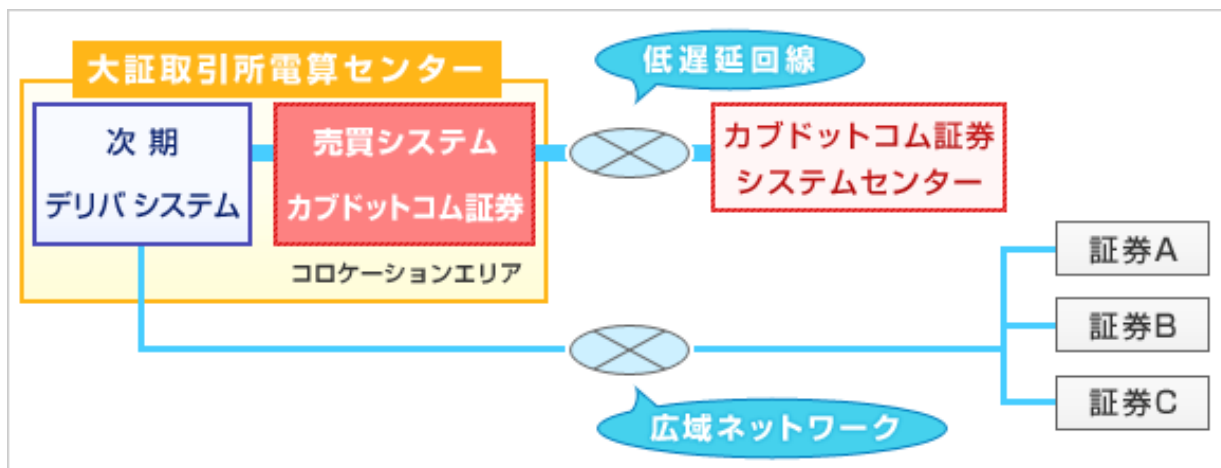 大証取引所電算センター
低遅延回線
次期
デリバシステム
売買システム
カブドットコム証券
カブドットコム証券
システムセンター
コロケーションエリア
証券A
証券B
証券C
広域ネットワーク